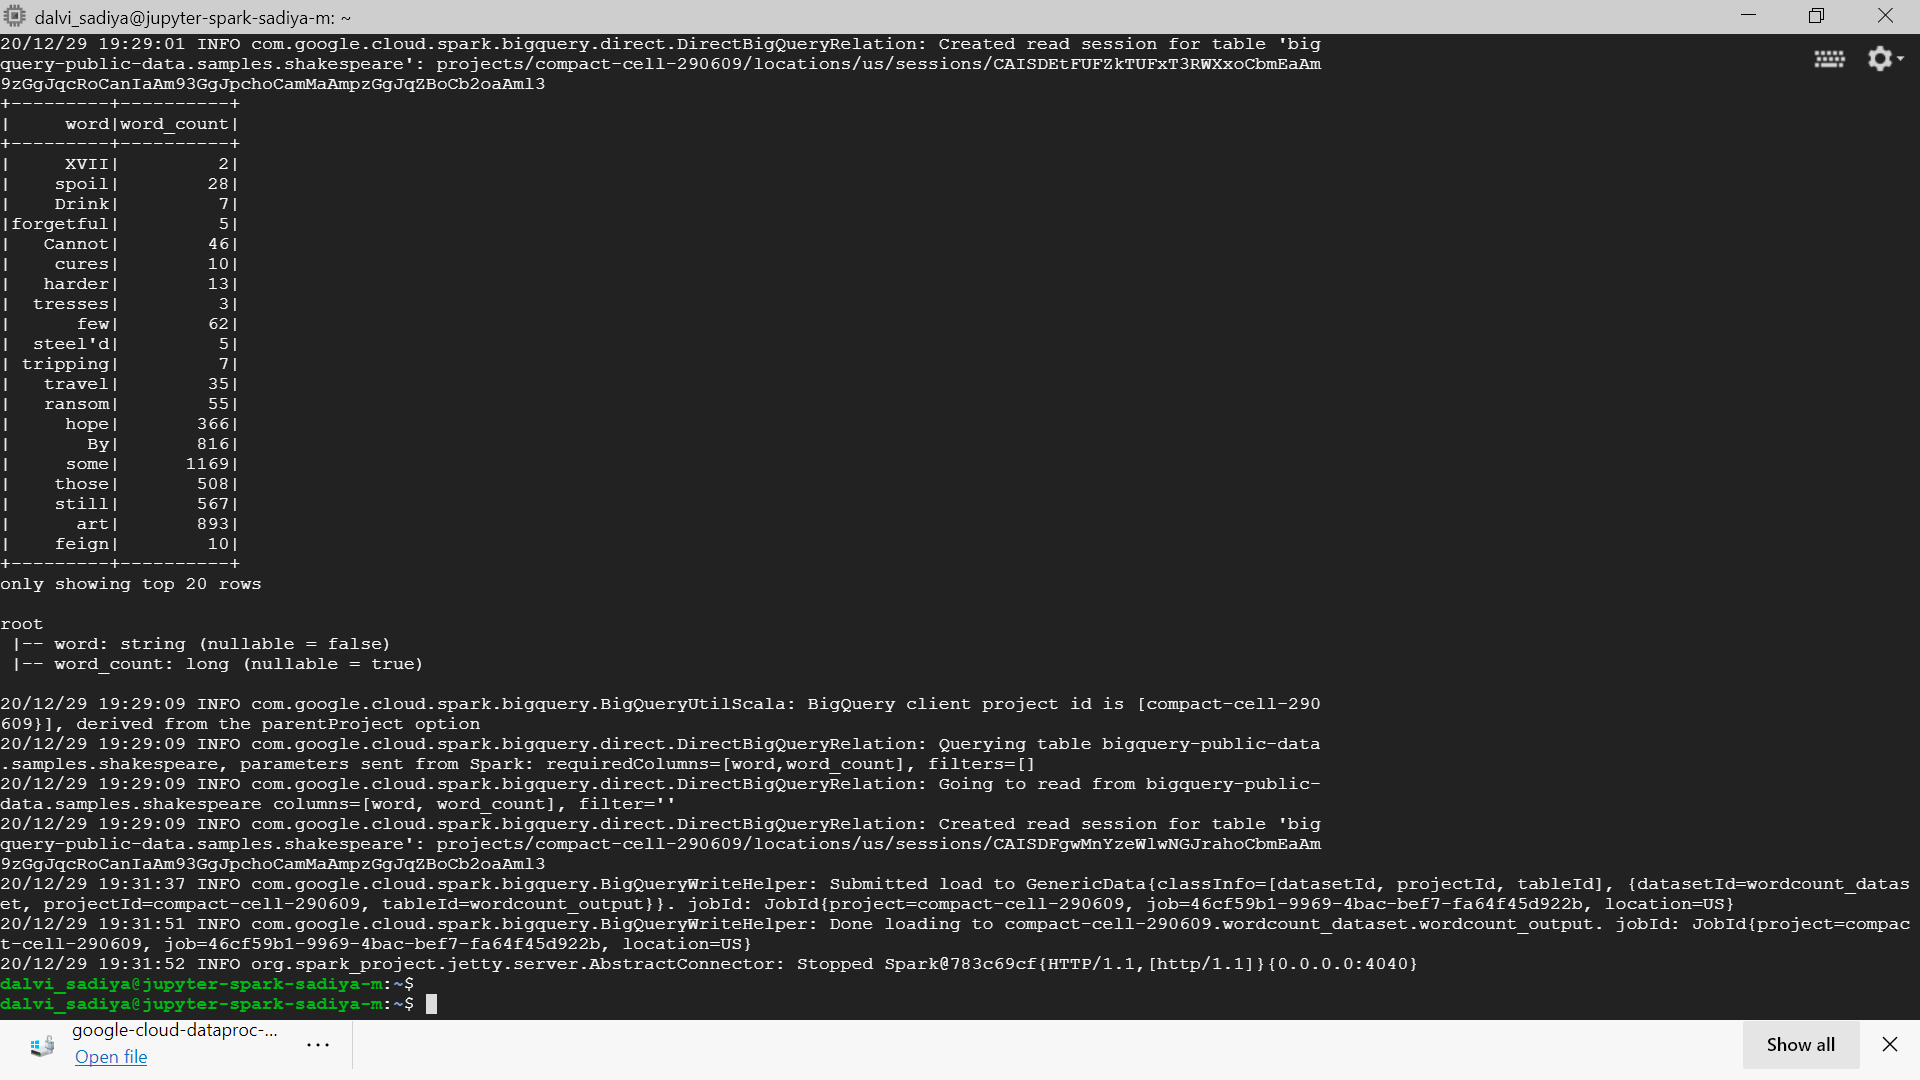 dalvi_sadiya@jupyter-spark-sadiya-m: ~
20/12/29 19:29:01 INFO com.google.cloud.spark.bigquery.direct.DirectBigQueryRelation: Created read session for table 'big
query-public-data.samples.shakespeare': projects/compact-cell-290609/locations/us/sessions/CAISDEtFUFZkTUFxT3RWXxoCbmEaAm
9zGgJqcRoCanIaAm93GgJpchoCamMaAmpzGgJqZBoCb2oaAml3
+---------+----------+
|     word|word_count|
+---------+----------+
|     XVII|         2|
|    spoil|        28|
|    Drink|         7|
|forgetful|         5|
|   Cannot|        46|
|    cures|        10|
|   harder|        13|
|  tresses|         3|
|      few|        62|
|  steel'd|         5|
| tripping|         7|
|   travel|        35|
|   ransom|        55|
|     hope|       366|
|       By|       816|
|     some|      1169|
|    those|       508|
|    still|       567|
|      art|       893|
|    feign|        10|
+---------+----------+
only showing top 20 rows
root
 |-- word: string (nullable = false)
 |-- word_count: long (nullable = true)
20/12/29 19:29:09 INFO com.google.cloud.spark.bigquery.BigQueryUtilScala: BigQuery client project id is [compact-cell-290
609}], derived from the parentProject option
20/12/29 19:29:09 INFO com.google.cloud.spark.bigquery.direct.DirectBigQueryRelation: Querying table bigquery-public-data
.samples.shakespeare, parameters sent from Spark: requiredColumns=[word,word_count], filters=[]
20/12/29 19:29:09 INFO com.google.cloud.spark.bigquery.direct.DirectBigQueryRelation: Going to read from bigquery-public-
data.samples.shakespeare columns=[word, word_count], filter=''
20/12/29 19:29:09 INFO com.google.cloud.spark.bigquery.direct.DirectBigQueryRelation: Created read session for table 'big
query-public-data.samples.shakespeare': projects/compact-cell-290609/locations/us/sessions/CAISDFgwMnYzeWlwNGJrahoCbmEaAm
9zGgJqcRoCanIaAm93GgJpchoCamMaAmpzGgJqZBoCb2oaAml3
20/12/29 19:31:37 INFO com.google.cloud.spark.bigquery.BigQueryWriteHelper: Submitted load to GenericData{classInfo=[datasetId, projectId, tableId], {datasetId=wordcount_datas
et, projectId=compact-cell-290609, tableId=wordcount_output}}. jobId: JobId{project=compact-cell-290609, job=46cf59b1-9969-4bac-bef7-fa64f45d922b, location=US}
20/12/29 19:31:51 INFO com.google.cloud.spark.bigquery.BigQueryWriteHelper: Done loading to compact-cell-290609.wordcount_dataset.wordcount_output. jobId: JobId{project=compac
t-cell-290609, job=46cf59b1-9969-4bac-bef7-fa64f45d922b, location=US}
20/12/29 19:31:52 INFO org.spark_project.jetty.server.AbstractConnector: Stopped Spark@783c69cf{HTTP/1.1,[http/1.1]}{0.0.0.0:4040}
dalvi_sadiya@jupyter-spark-sadiya-m:~$
dalvi_sadiya@jupyter-spark-sadiya-m:~$
google-cloud-dataproc-...
Open file
Show all